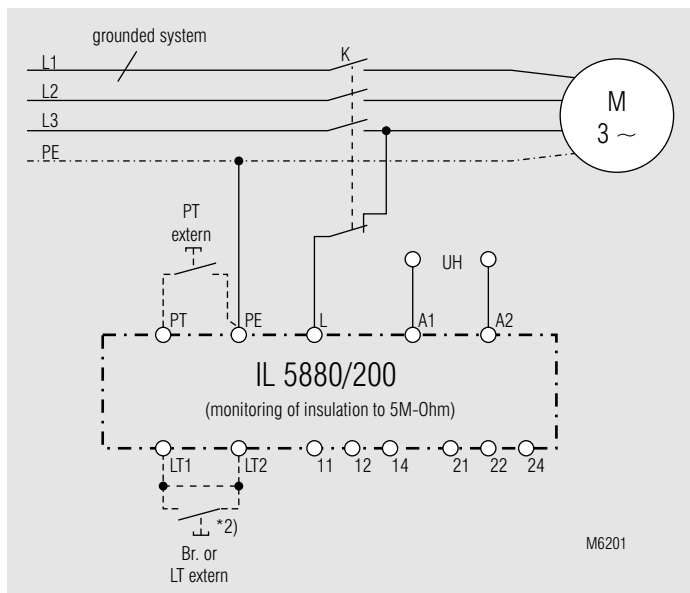 grounded system
K
L1
L2
L3
PE
M
3 ~
PT
extern
UH
PT
PE
L
A1
A2
IL 5880/200
(monitoring of insulation to 5M-Ohm)
LT1
LT2
11
12
14
21
22
24
*2)
Br. or
LT extern
M6201